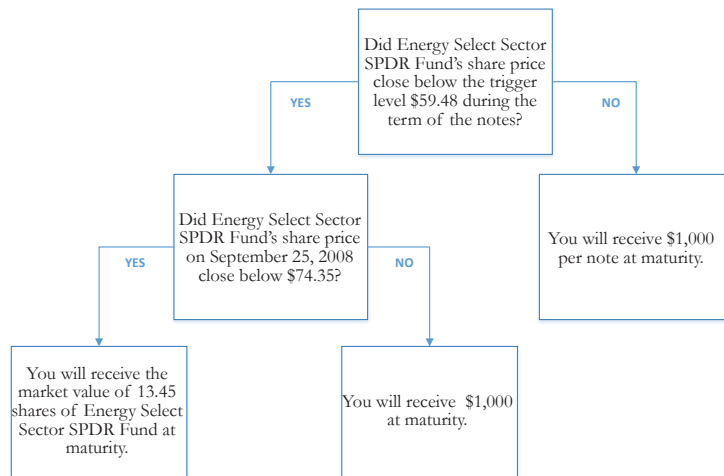 Did Energy Select Sector
SPDR Fund's share price
close below the trigger
level $59.48 during the
term of the notes?
YES
NO
Did Energy Select Sector
SPDR Fund's share price
on September 25, 2008
close below $74.35?
You will receive $1,000
per note at maturity.
YES
NO
You will receive the
market value of 13.45
shares of Energy Select
Sector SPDR Fund at
maturity.
You will receive $1,000
at maturity.